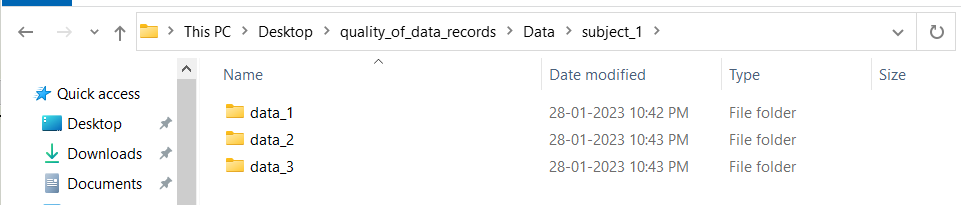 This PC > Desktop > quality_of_data_records > Data > subject_1 >
Quick access
Desktop
Downloads
Documents
Name Date modified Type Size
data_1 28-01-2023 10:42 PM File folder
data_2 28-01-2023 10:43 PM File folder
data_3 28-01-2023 10:43 PM File folder